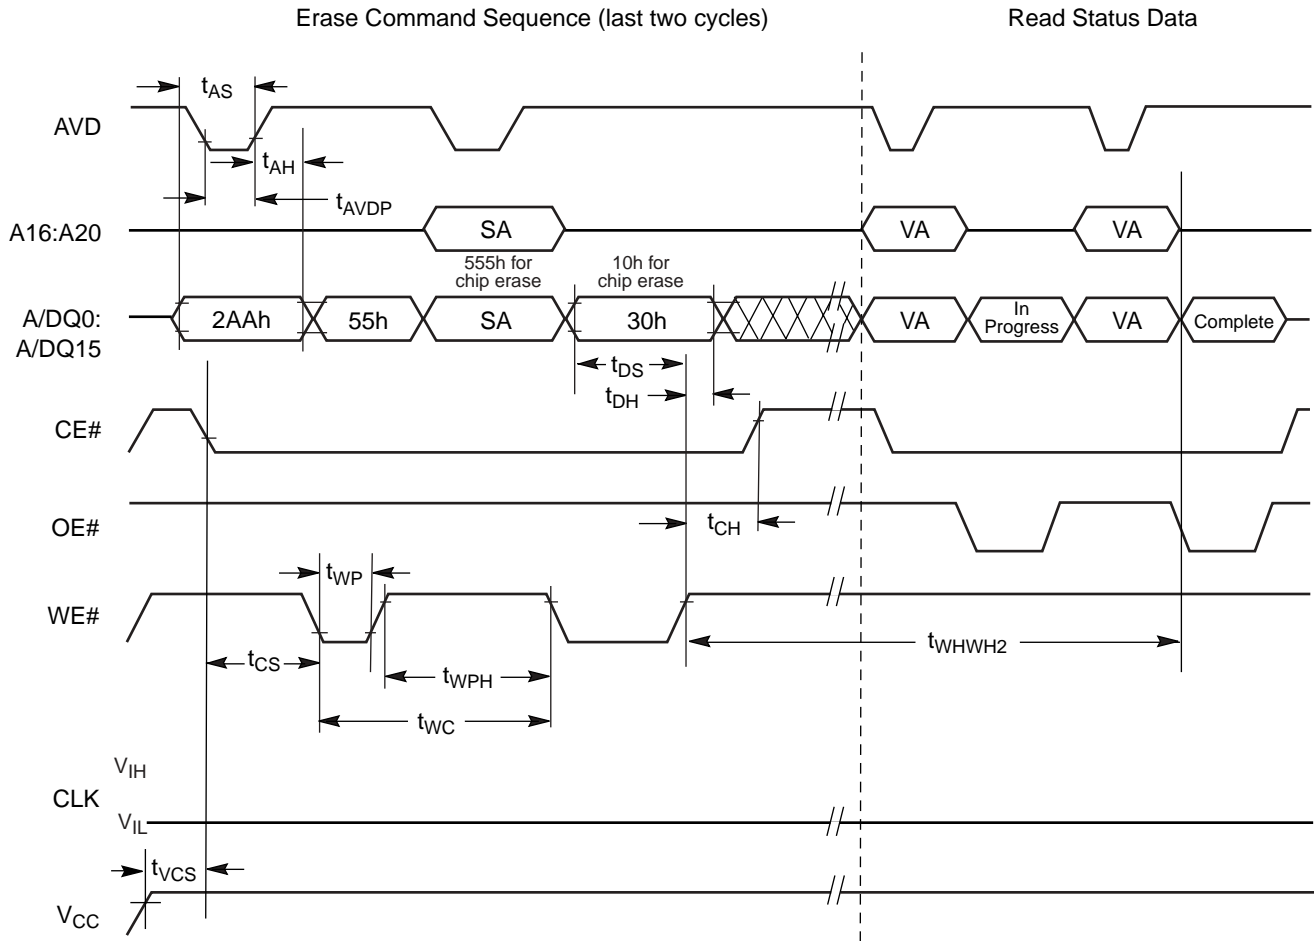 Erase Command Sequence (last two cycles) Read Status Data
tAS
AVD
tAH
tAVDP
A16:A20 SA VA VA
555h for
chip erase
10h for
chip erase
A/DQ0:
A/DQ15
2AAh 55h SA 30h VA In
Progress VA Complete
tDS
tDH
CE#
OE#
tCH
tWP
WE#
tWHWH2
tCS
tWPH
tWC
VIH
CLK
VIL
tVCS
VCC